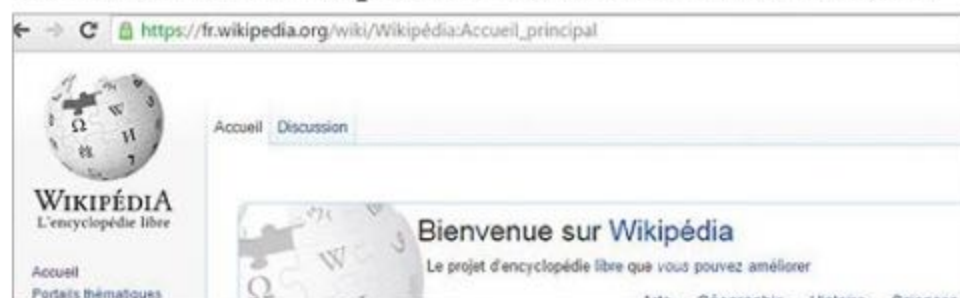 https://fr.wikipedia.org/wiki/Wikipédia:Accueil_principal
Accueil Discussion
WIKIPÉDIA
L'encyclopédie libre
Bienvenue sur Wikipédia
Le projet d'encyclopédie libre que vous pouvez améliorer
Accueil
Portails thématiques